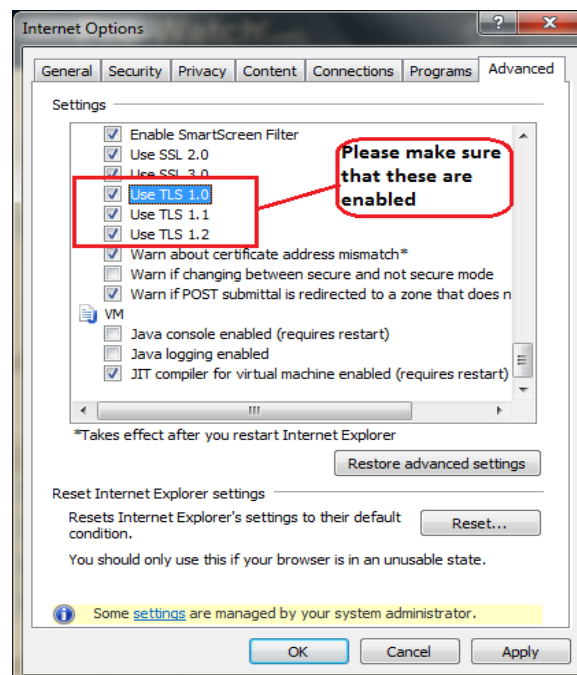 Internet Options
General Security Privacy Content Connections Programs Advanced
Settings
Enable SmartScreen Filter
Use SSL 2.0
Use SSL 3.0
Use TLS 1.0
Use TLS 1.1
Use TLS 1.2
Please make sure
that these are
enabled
Warn about certificate address mismatch*
Warn if changing between secure and not secure mode
Warn if POST submittal is redirected to a zone that does n
VM
Java console enabled (requires restart)
Java logging enabled
JIT compiler for virtual machine enabled (requires restart)
*Takes effect after you restart Internet Explorer
Restore advanced settings
Reset Internet Explorer settings
Resets Internet Explorer's settings to their default
condition.
Reset...
You should only use this if your browser is in an unusable state.
Some settings are managed by your system administrator.
OK Cancel Apply